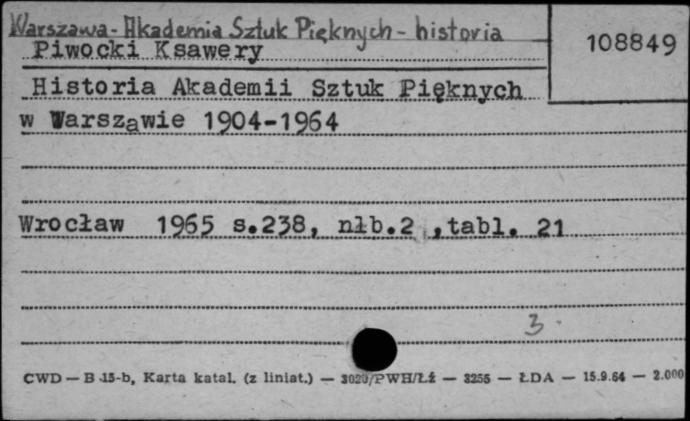 Warszawa - Akademia Sztuk Pięknych - historia
Piwocki Ksawery
108849
Historia Akademii Sztuk Pięknych
w Warszawie 1904-1964
Wrocław 1965 s.238, nlb.2 ,tabl. 21
3.
CWD — B 15-b, Karta katal. (z liniat.) — 3020/PWH/Łź — 3255 — ŁDA — 15.9.64 — 2.000